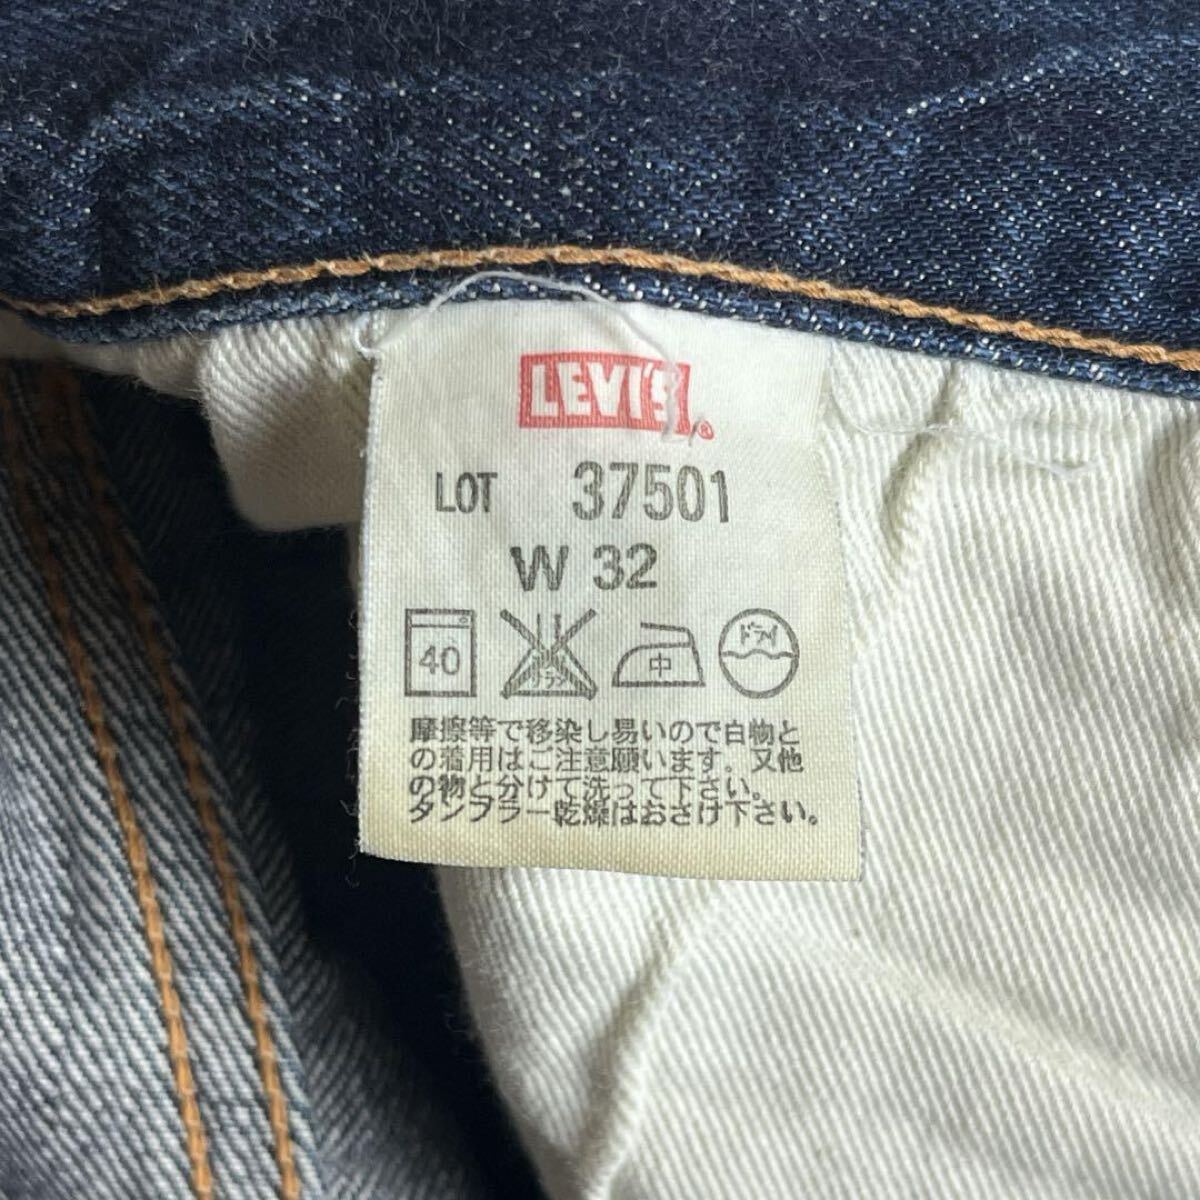 LEVI'S®
LOT 37501
W 32
40 サラシ 中 ドライ
摩擦等で移染し易いので白物と
の着用はご注意願います。又他
の物と分けて洗って下さい。
タンブラー乾燥はおさけ下さい。